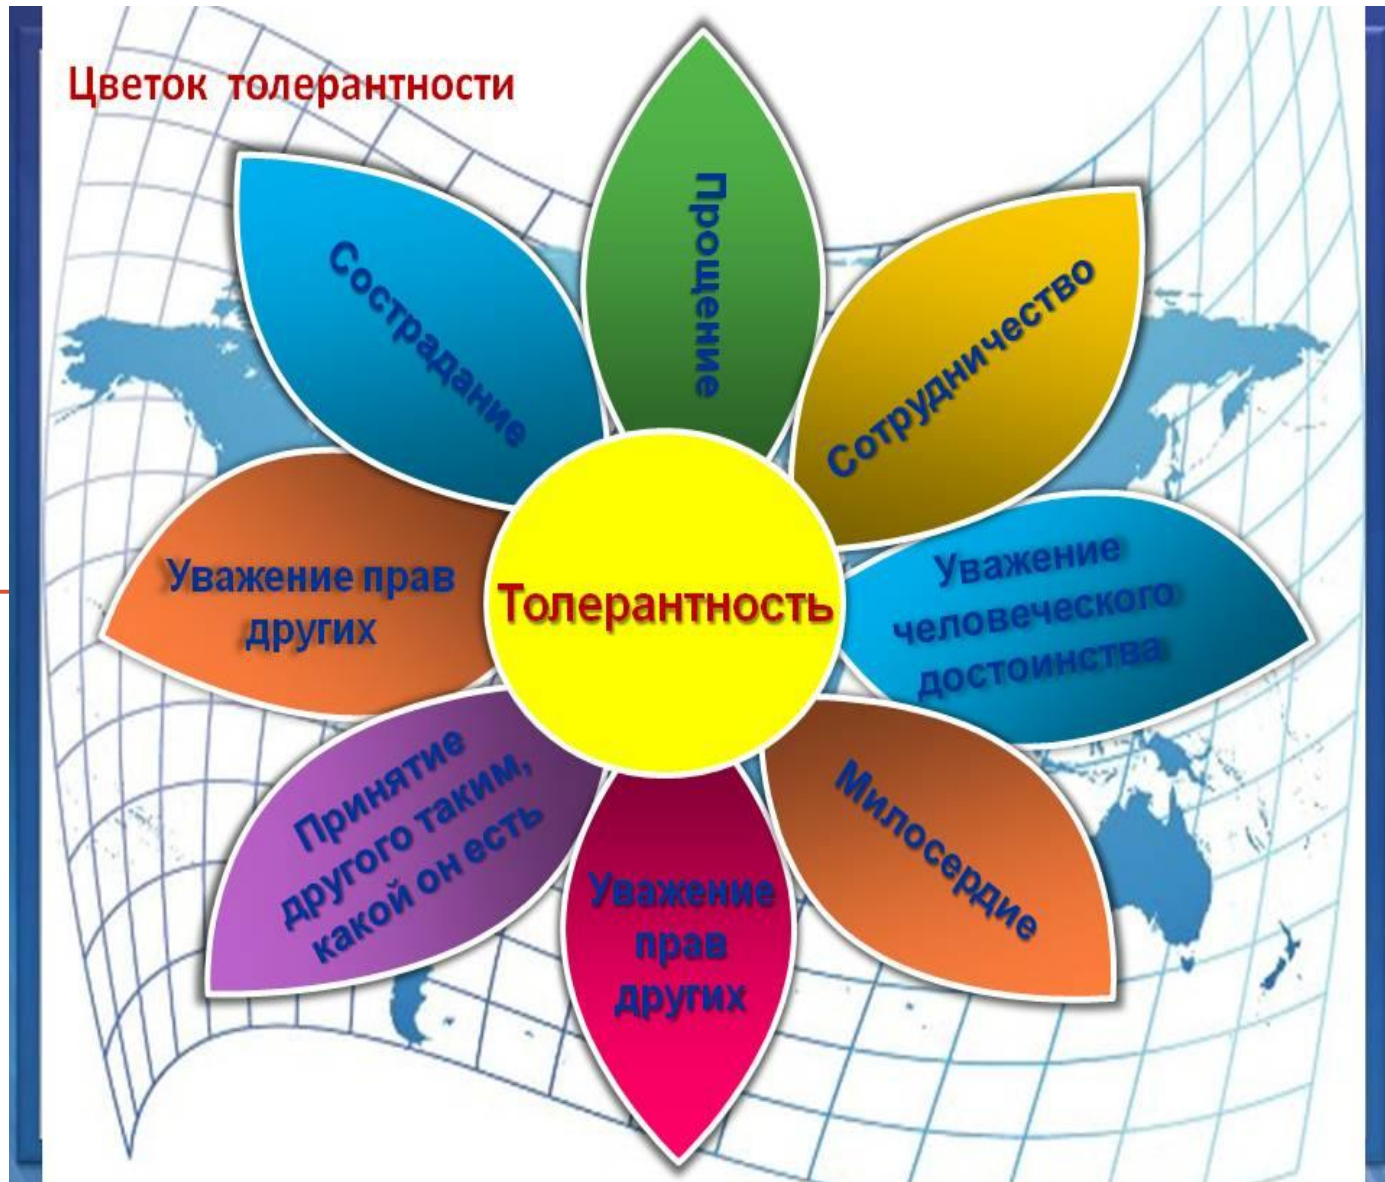 Цветок толерантности
Прощение
Сострадание
Сотрудничество
Уважение прав
других
Толерантность
Уважение
человеческого
достоинства
Принятие
другого таким,
какой он есть
Милосердие
Уважение
прав
других